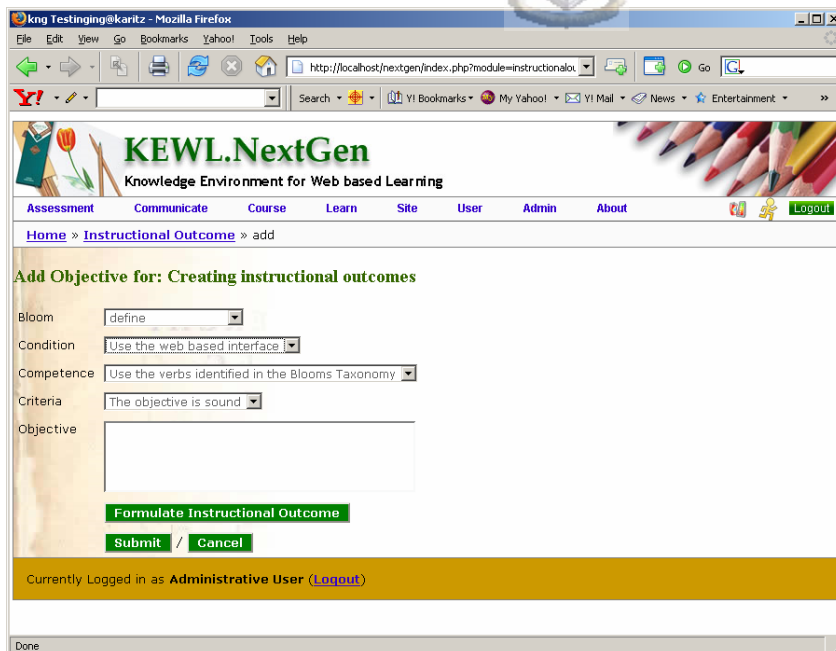 kng Testinging@karitz - Mozilla Firefox
File Edit View Go Bookmarks Yahoo! Tools Help
http://localhost/nextgen/index.php?module=instructionalou Go G
Y! Search Y! Bookmarks My Yahoo! Y! Mail News Entertainment »
KEWL.NextGen
Knowledge Environment for Web based Learning
Assessment Communicate Course Learn Site User Admin About Logout
Home » Instructional Outcome » add
Add Objective for: Creating instructional outcomes
Bloom define
Condition Use the web based interface
Competence Use the verbs identified in the Blooms Taxonomy
Criteria The objective is sound
Objective
Formulate Instructional Outcome
Submit / Cancel
Currently Logged in as Administrative User (Logout)
Done